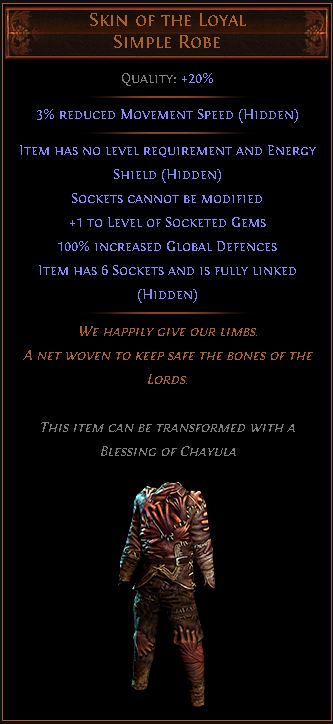 Skin of the Loyal
Simple Robe
Quality: +20%
3% reduced Movement Speed (Hidden)
Item has no level requirement and Energy
Shield (Hidden)
Sockets cannot be modified
+1 to Level of Socketed Gems
100% increased Global Defences
Item has 6 Sockets and is fully linked
(Hidden)
We happily give our limbs.
A net woven to keep safe the bones of the
Lords.
This item can be transformed with a
Blessing of Chayula